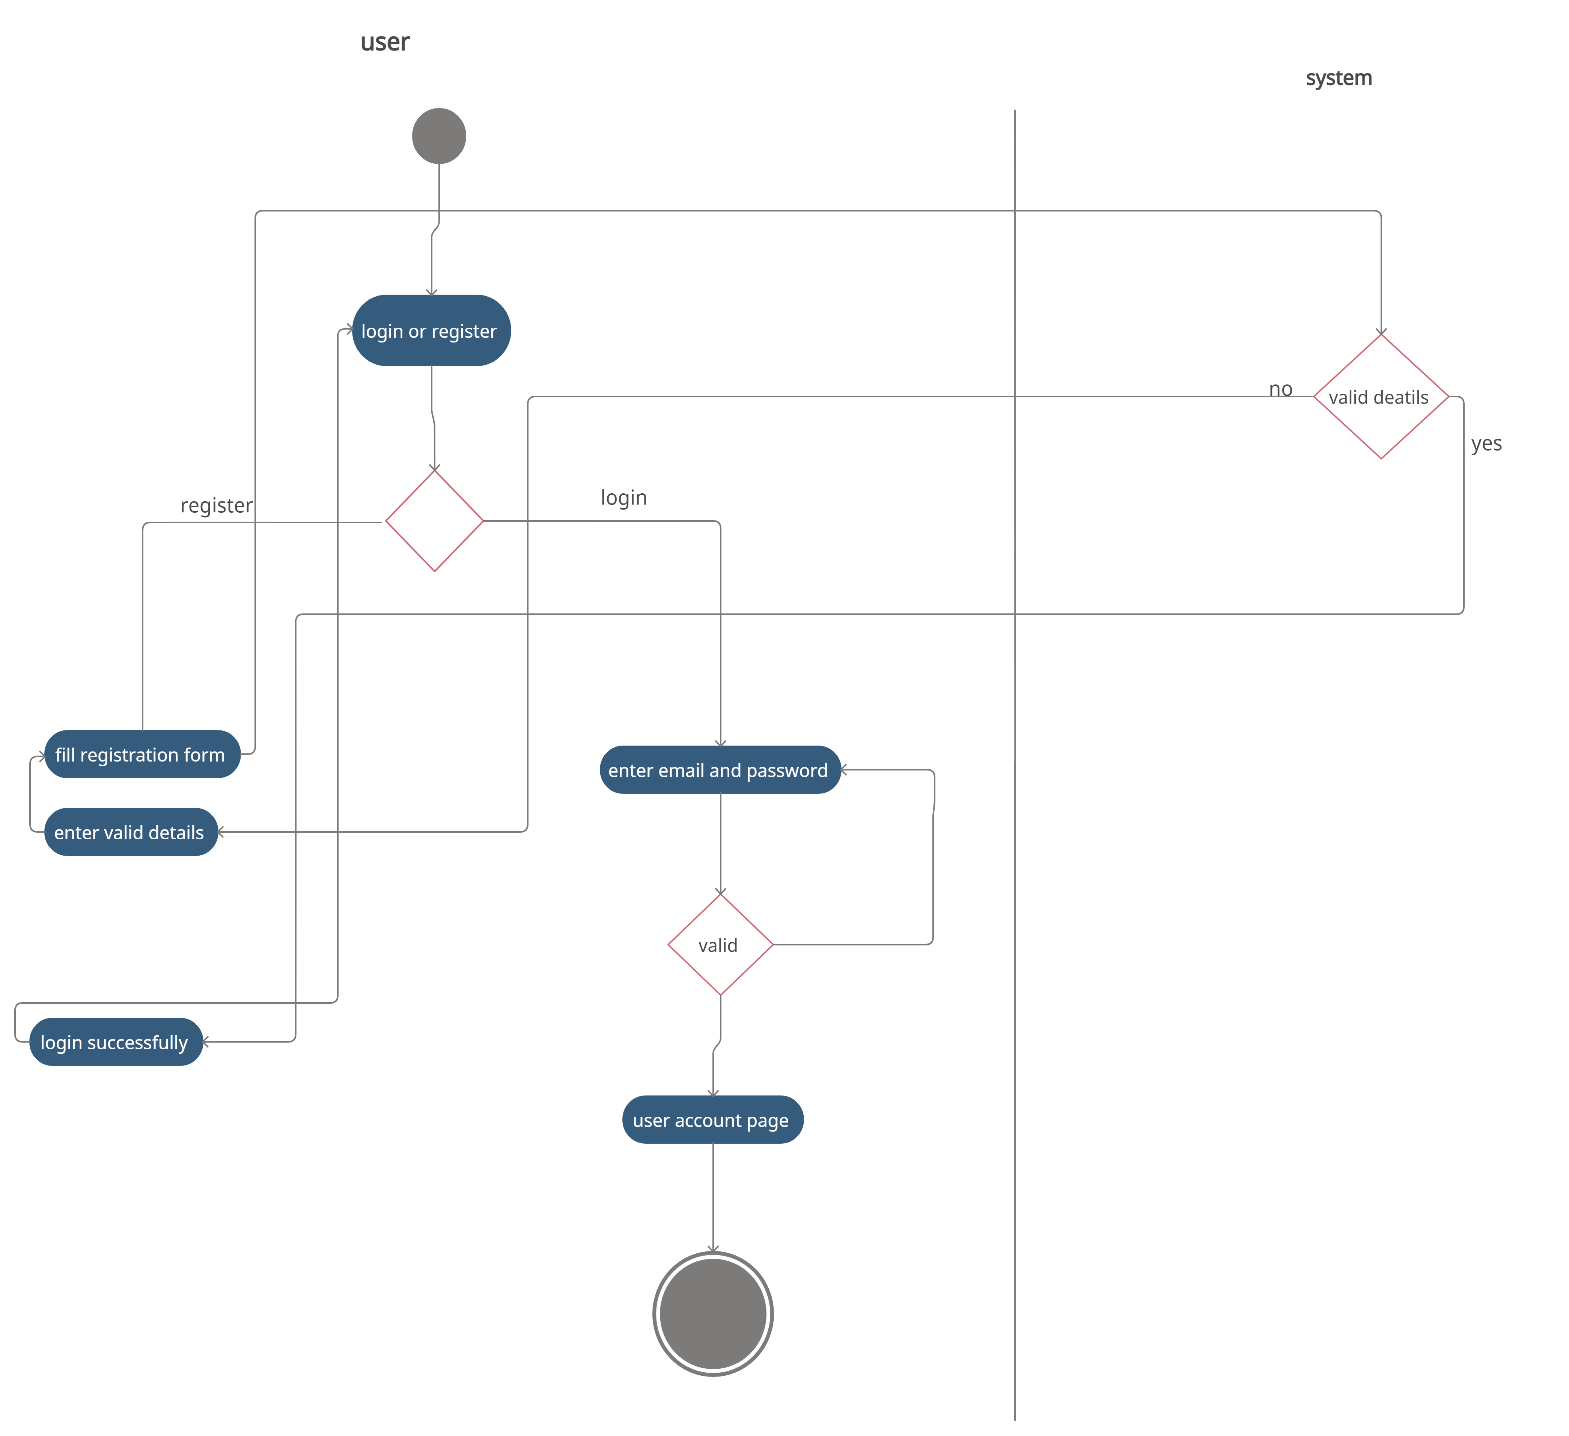 user
system
login or register
no
valid deatils
yes
register
login
fill registration form
enter email and password
enter valid details
valid
login successfully
user account page